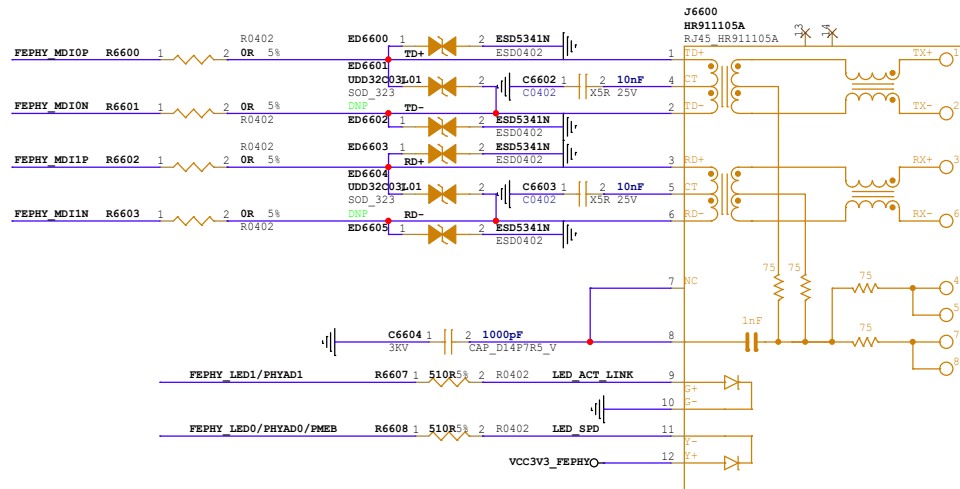 J6600
HR911105A
RJ45_HR911105A
13
14
R0402
FEPHY_MDI0P R6600 1 2 0R 5%
ED6600 1 2 ESD5341N
TD+ ESD0402
1 TD+ TX+ 1
ED6601 1 2
UDD32C03L01
SOD_323
DNP
C6602 1 2 10nF
C0402 X5R 25V
4 CT
FEPHY_MDI0N R6601 1 2 0R 5%
R0402
TD-
2 TD- TX- 2
ED6602 1 2 ESD5341N
ESD0402
R0402
FEPHY_MDI1P R6602 1 2 0R 5%
ED6603 1 2 ESD5341N
RD+ ESD0402
3 RD+ RX+ 3
ED6604 1 2
UDD32C03L01
SOD_323
DNP
C6603 1 2 10nF
C0402 X5R 25V
5 CT
FEPHY_MDI1N R6603 1 2 0R 5%
R0402
RD-
6 RD- RX- 6
ED6605 1 2 ESD5341N
ESD0402
7 NC
75 75 75
4
5
C6604 1 2 1000pF
3KV CAP_D14P7R5_V
8
1nF
75
7
8
FEPHY_LED1/PHYAD1 R6607 1 510R 5% 2 R0402 LED_ACT_LINK 9
G+
10 G-
FEPHY_LED0/PHYAD0/PMEB R6608 1 510R 5% 2 R0402 LED_SPD 11
Y-
VCC3V3_FEPHY 12 Y+